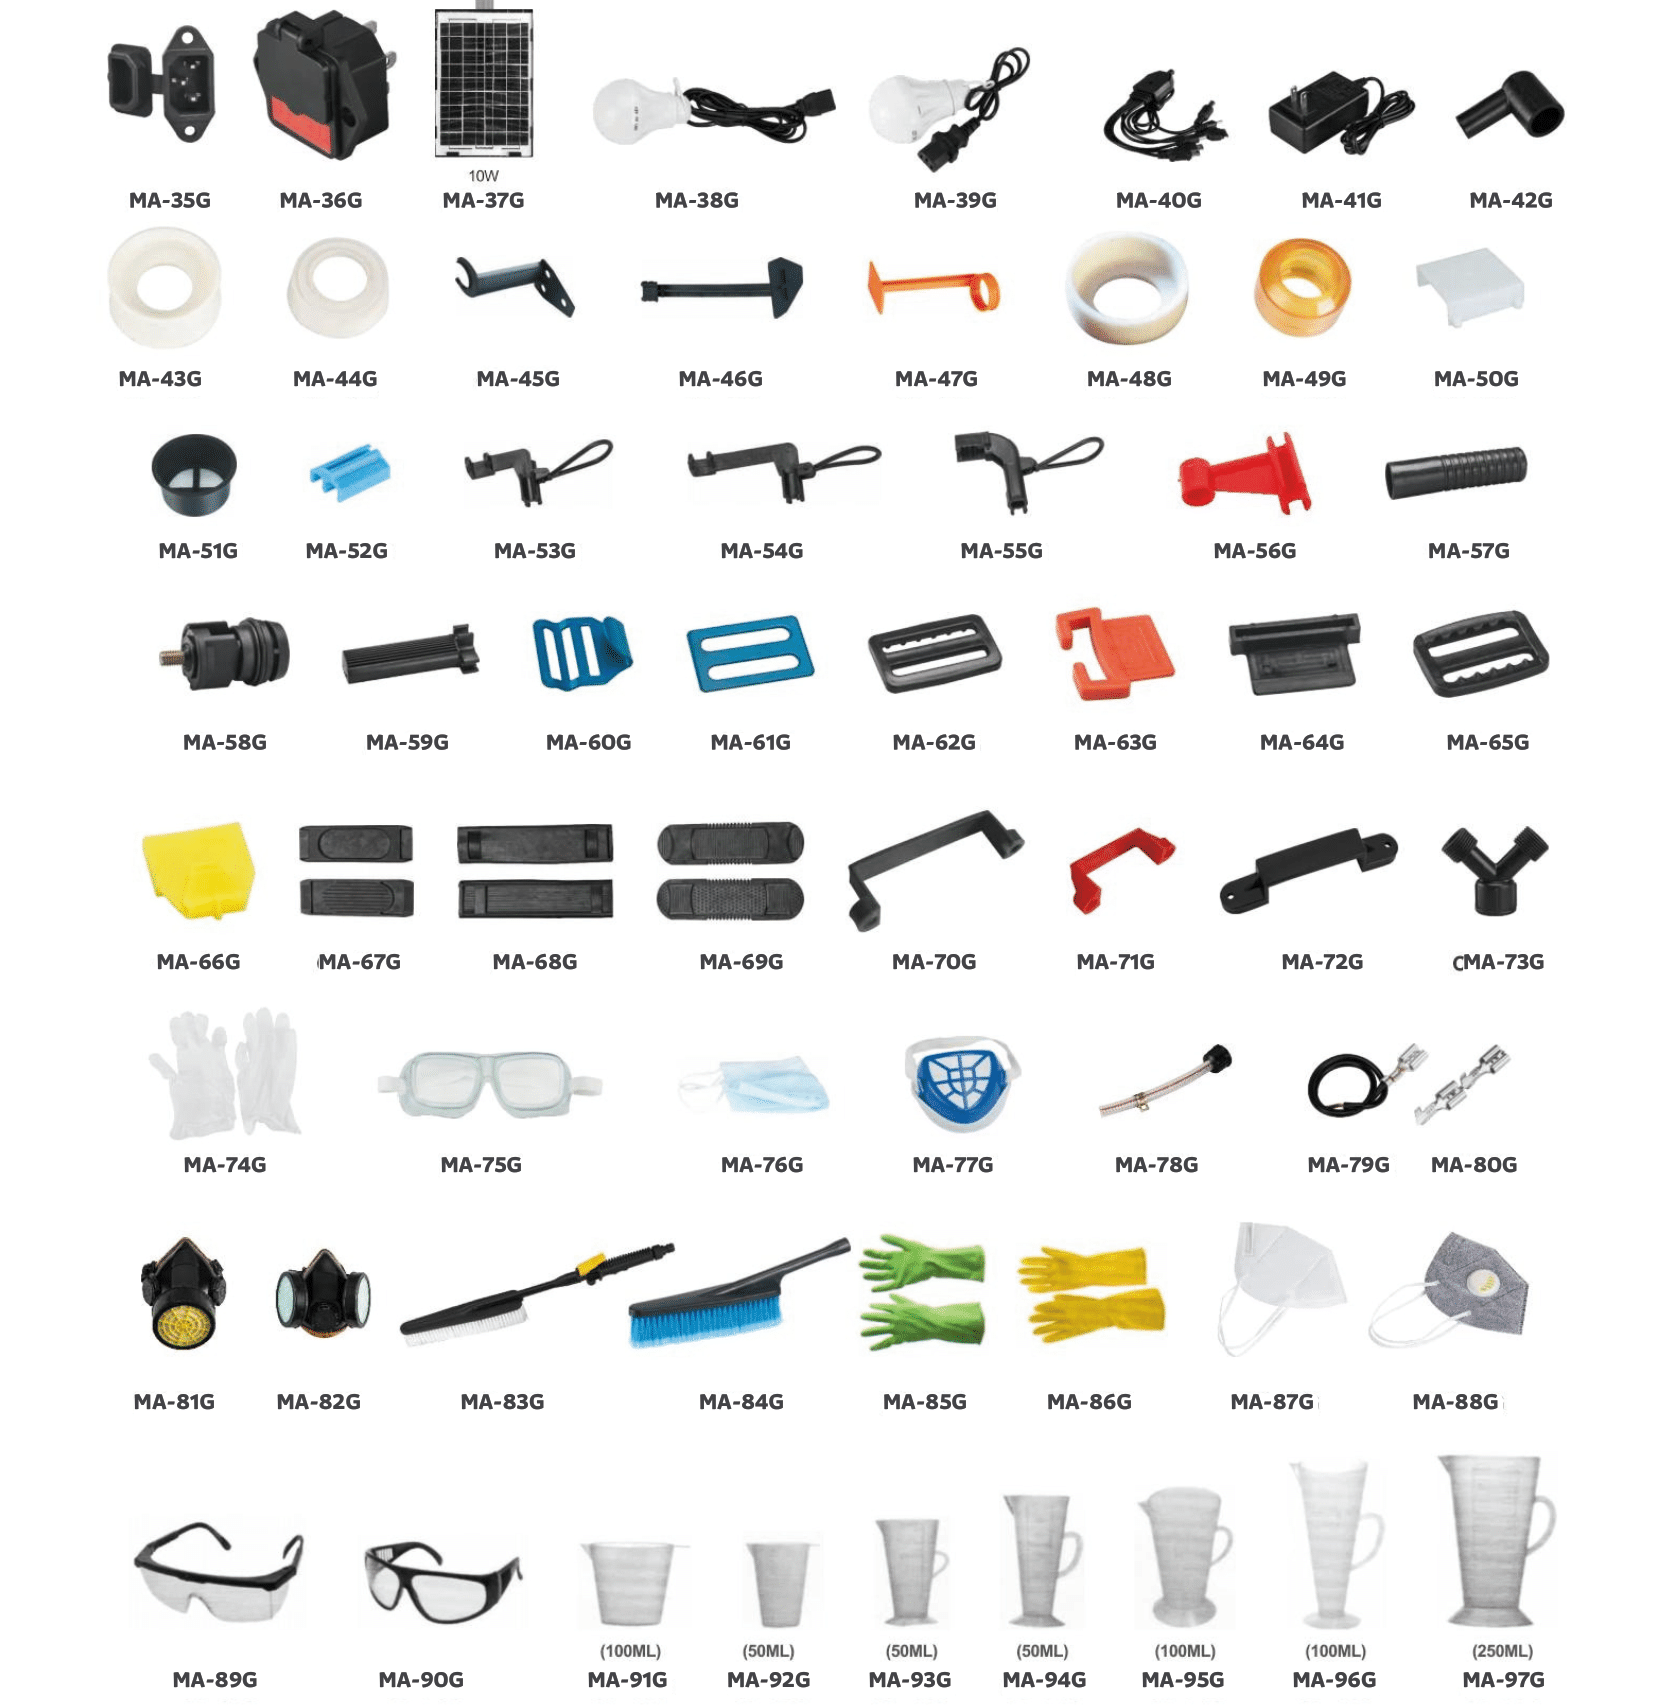 10W
MA-35G MA-36G MA-37G MA-38G MA-39G MA-40G MA-41G MA-42G
MA-43G MA-44G MA-45G MA-46G MA-47G MA-48G MA-49G MA-50G
MA-51G MA-52G MA-53G MA-54G MA-55G MA-56G MA-57G
MA-58G MA-59G MA-60G MA-61G MA-62G MA-63G MA-64G MA-65G
MA-66G MA-67G MA-68G MA-69G MA-70G MA-71G MA-72G MA-73G
MA-74G MA-75G MA-76G MA-77G MA-78G MA-79G MA-80G
MA-81G MA-82G MA-83G MA-84G MA-85G MA-86G MA-87G MA-88G
(100ML) (50ML) (50ML) (50ML) (100ML) (100ML) (250ML)
MA-89G MA-90G MA-91G MA-92G MA-93G MA-94G MA-95G MA-96G MA-97G